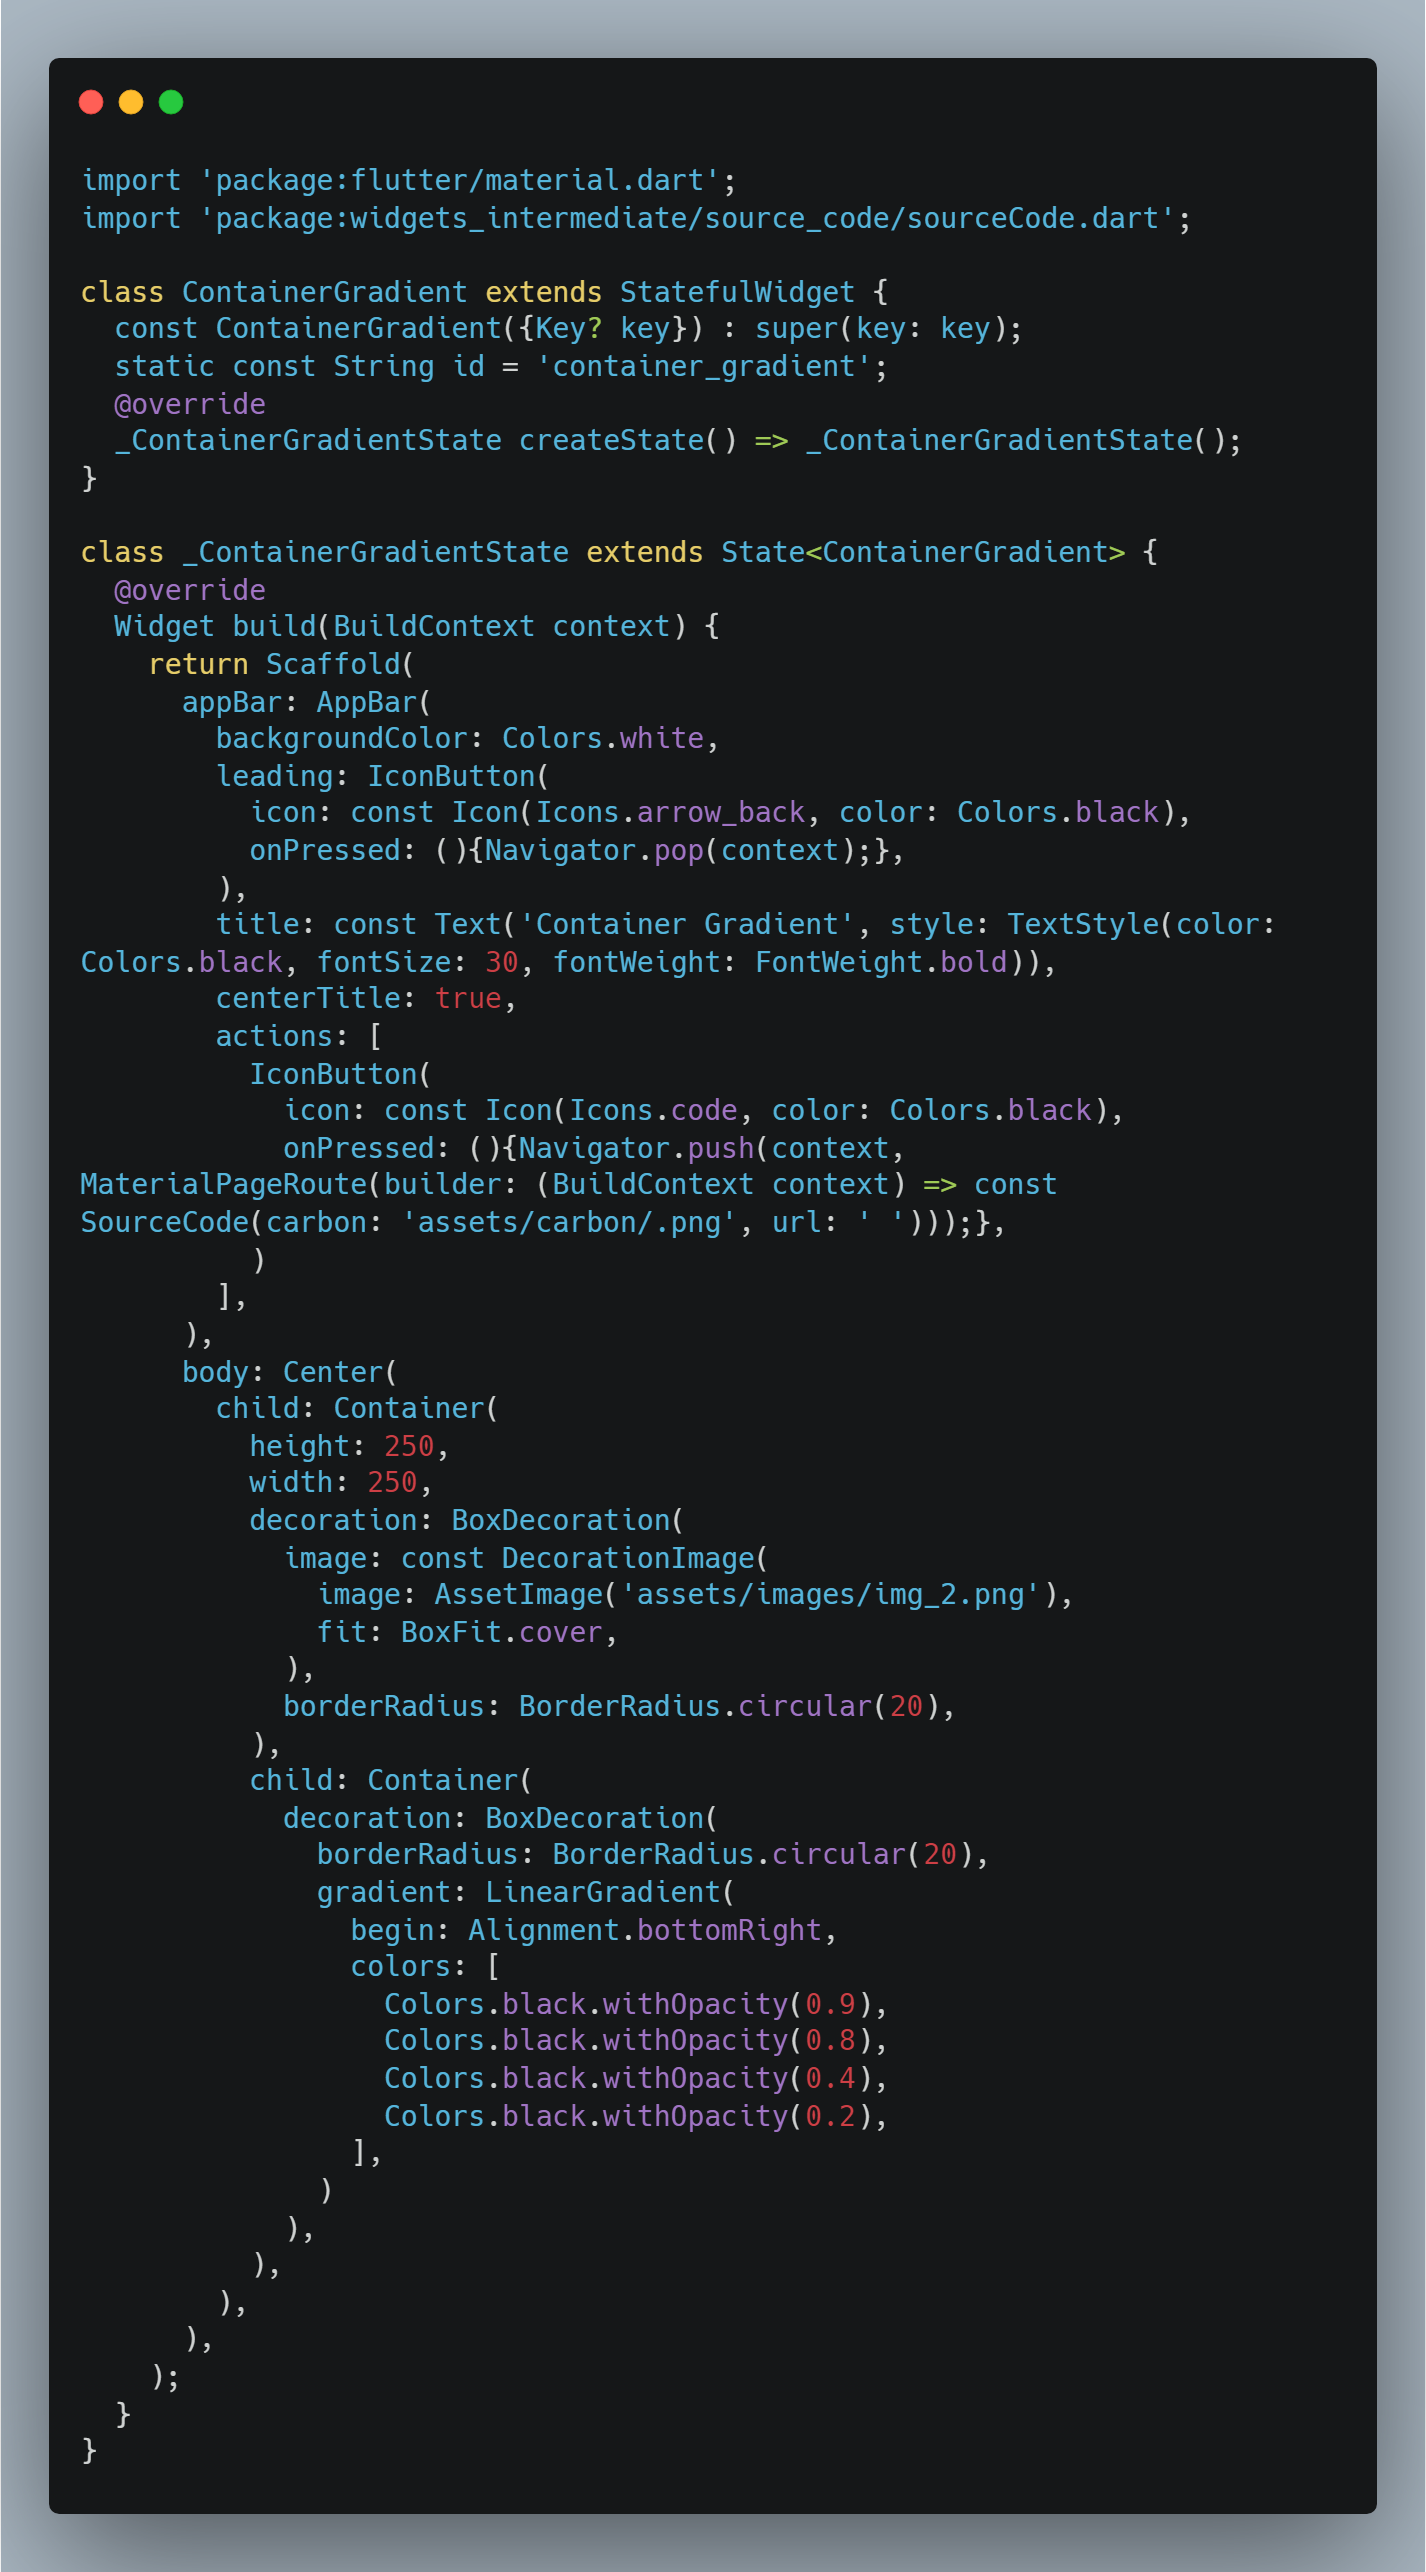 import 'package:flutter/material.dart';
import 'package:widgets_intermediate/source_code/sourceCode.dart';

class ContainerGradient extends StatefulWidget {
  const ContainerGradient({Key? key}) : super(key: key);
  static const String id = 'container_gradient';
  @override
  _ContainerGradientState createState() => _ContainerGradientState();
}

class _ContainerGradientState extends State<ContainerGradient> {
  @override
  Widget build(BuildContext context) {
    return Scaffold(
      appBar: AppBar(
        backgroundColor: Colors.white,
        leading: IconButton(
          icon: const Icon(Icons.arrow_back, color: Colors.black),
          onPressed: (){Navigator.pop(context);},
        ),
        title: const Text('Container Gradient', style: TextStyle(color:
Colors.black, fontSize: 30, fontWeight: FontWeight.bold)),
        centerTitle: true,
        actions: [
          IconButton(
            icon: const Icon(Icons.code, color: Colors.black),
            onPressed: (){Navigator.push(context,
MaterialPageRoute(builder: (BuildContext context) => const
SourceCode(carbon: 'assets/carbon/.png', url: ' ')));},
          )
        ],
      ),
      body: Center(
        child: Container(
          height: 250,
          width: 250,
          decoration: BoxDecoration(
            image: const DecorationImage(
              image: AssetImage('assets/images/img_2.png'),
              fit: BoxFit.cover,
            ),
            borderRadius: BorderRadius.circular(20),
          ),
          child: Container(
            decoration: BoxDecoration(
              borderRadius: BorderRadius.circular(20),
              gradient: LinearGradient(
                begin: Alignment.bottomRight,
                colors: [
                  Colors.black.withOpacity(0.9),
                  Colors.black.withOpacity(0.8),
                  Colors.black.withOpacity(0.4),
                  Colors.black.withOpacity(0.2),
                ],
              )
            ),
          ),
        ),
      ),
    );
  }
}